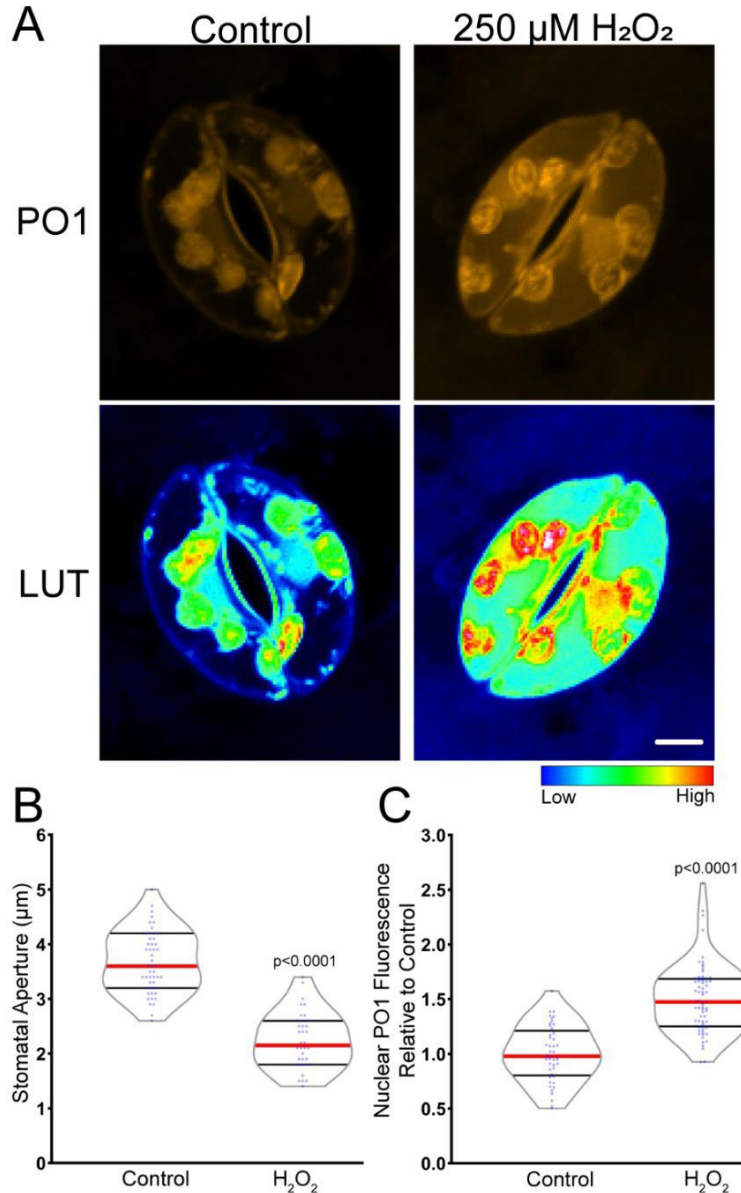 A
Control
250 µM H₂O₂
PO1
LUT
Low
High
B
6
5
4
3
2
1
0
Stomatal Aperture (µm)
p<0.0001
Control
H₂O₂
C
3.0
2.5
2.0
1.5
1.0
0.5
0.0
Nuclear PO1 Fluorescence
Relative to Control
p<0.0001
Control
H₂O₂